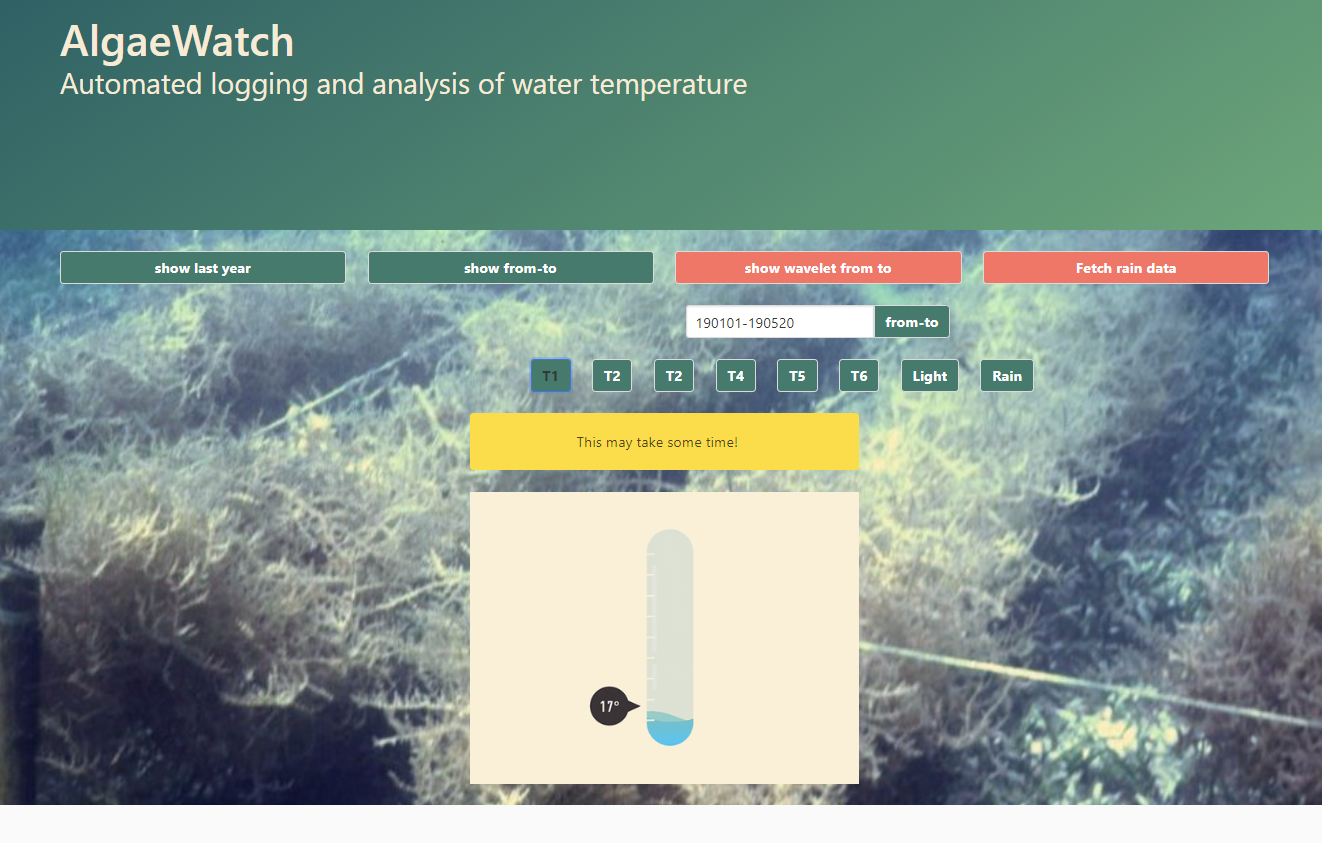 AlgaeWatch
Automated logging and analysis of water temperature
show last year
show from-to
show wavelet from to
Fetch rain data
190101-190520
from-to
T1
T2
T2
T4
T5
T6
Light
Rain
This may take some time!
17°